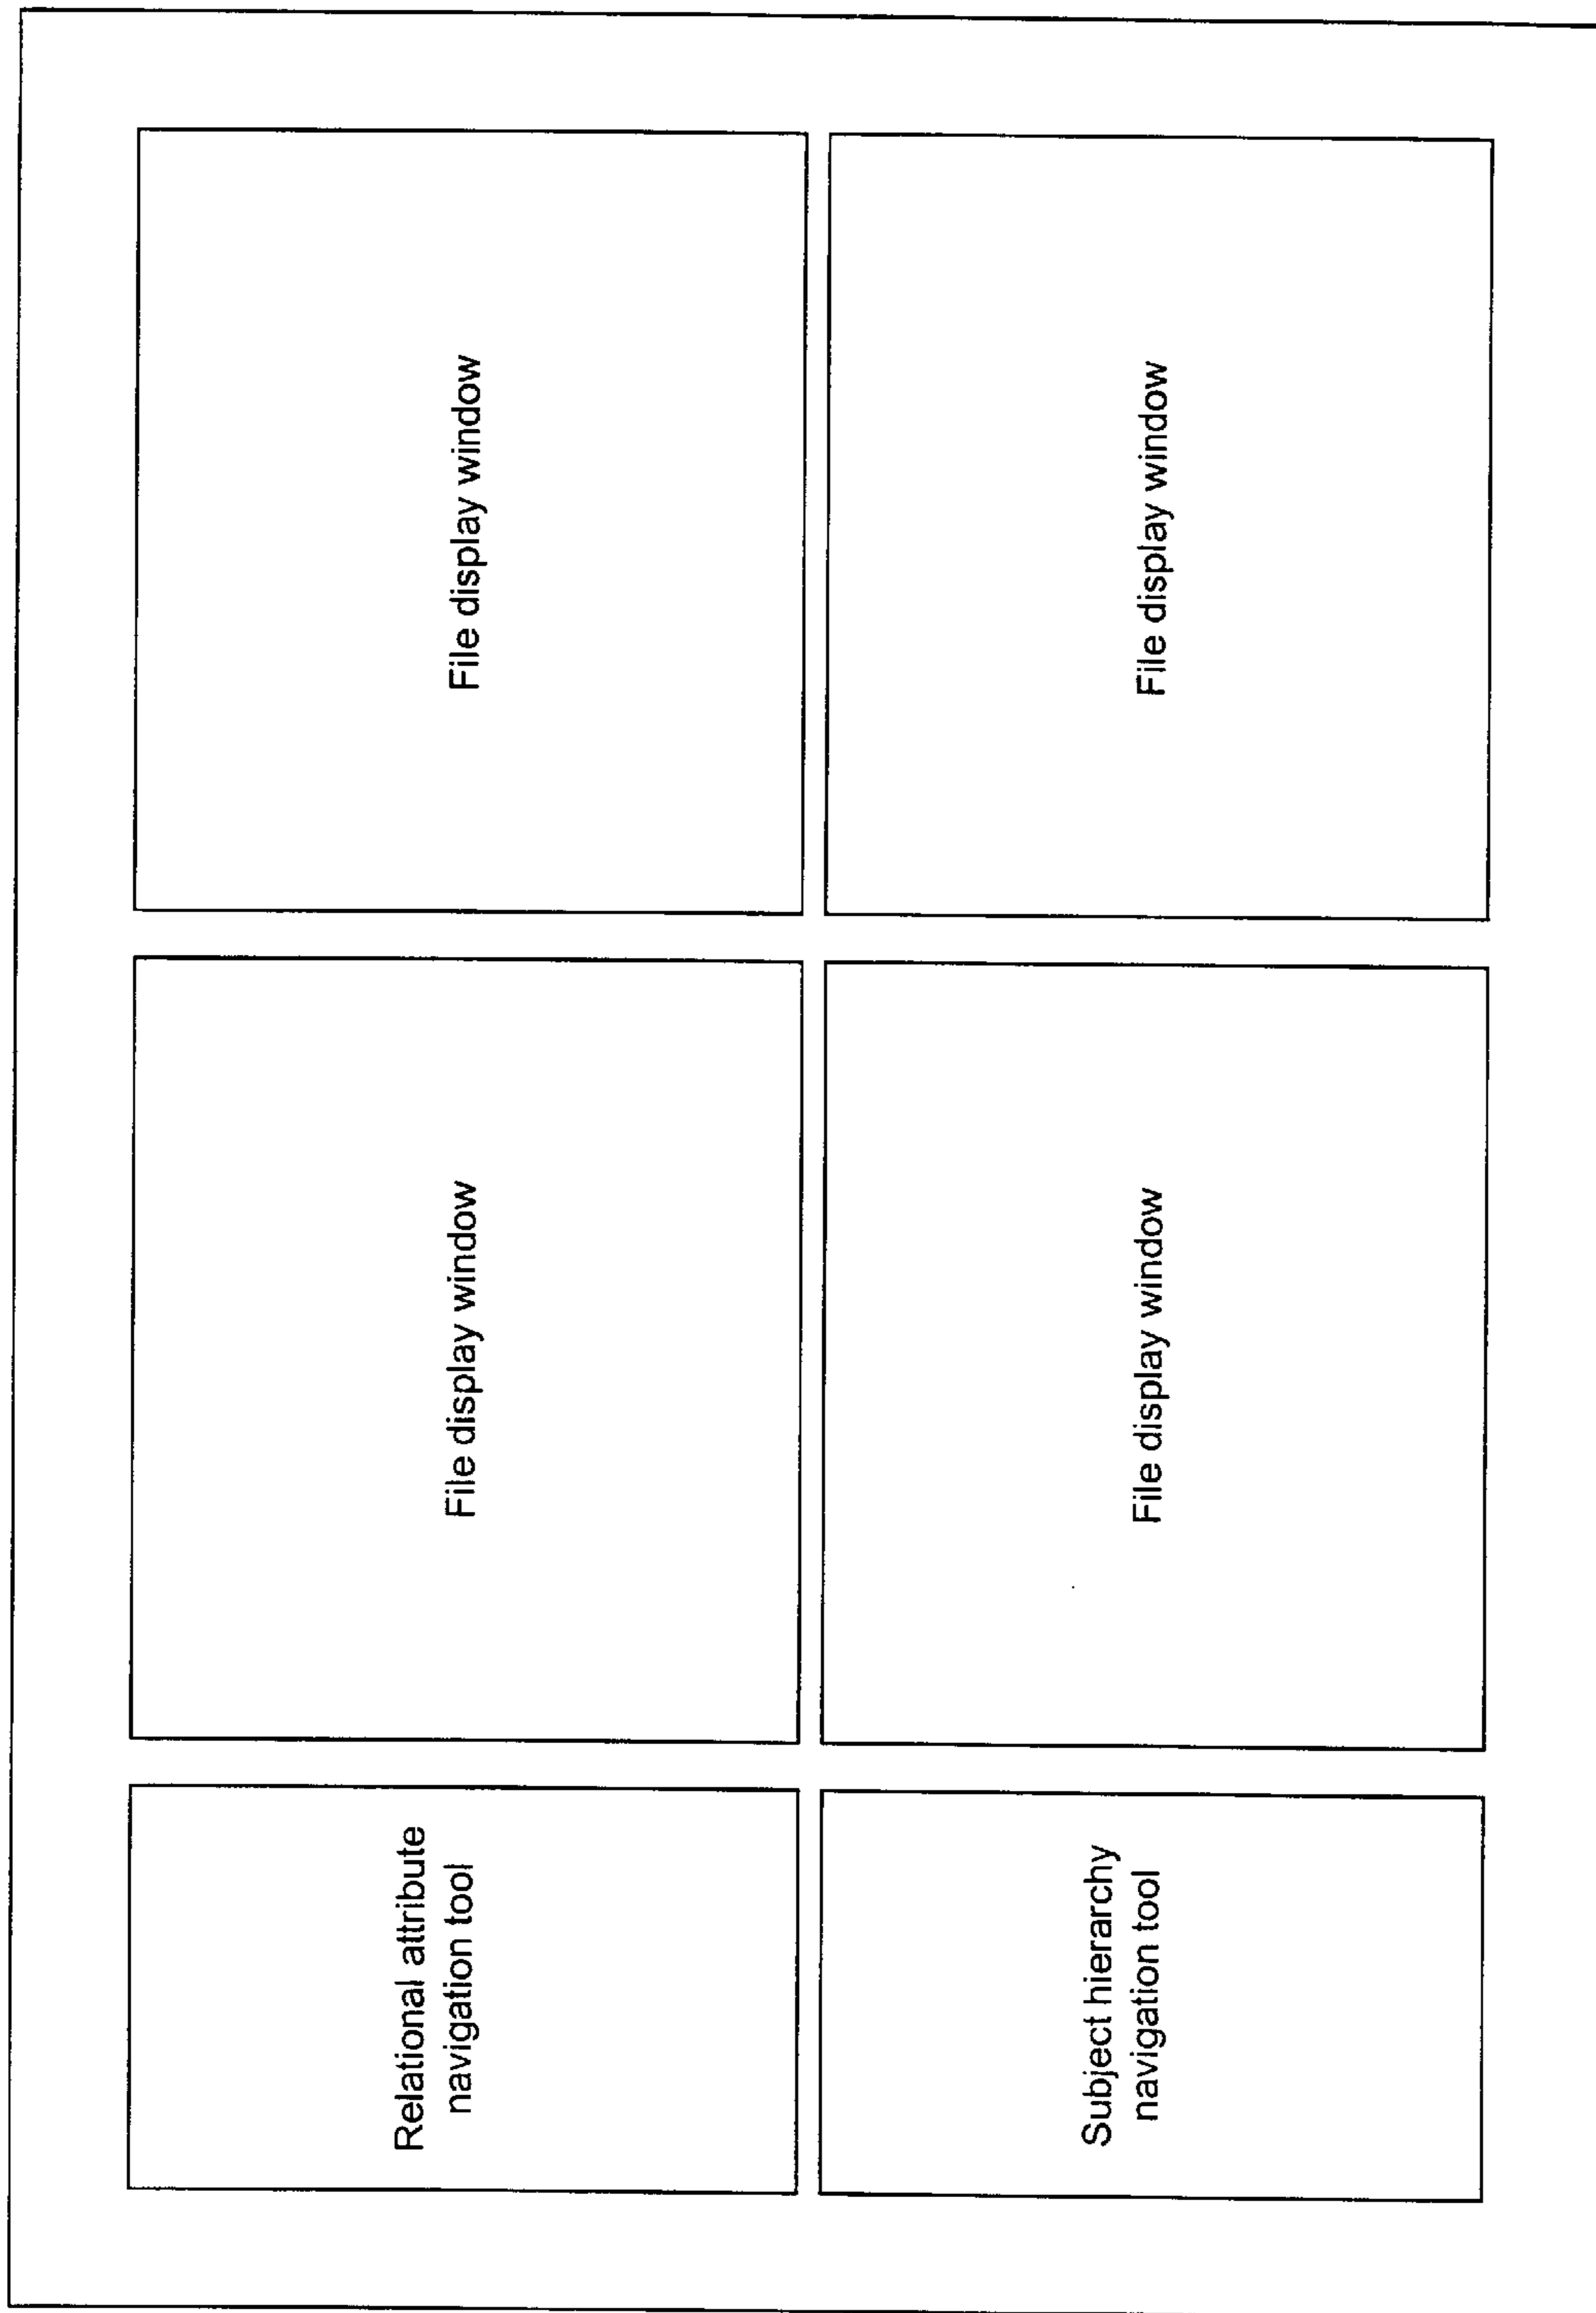 Relational attribute
navigation tool
File display window
File display window
Subject hierarchy
navigation tool
File display window
File display window